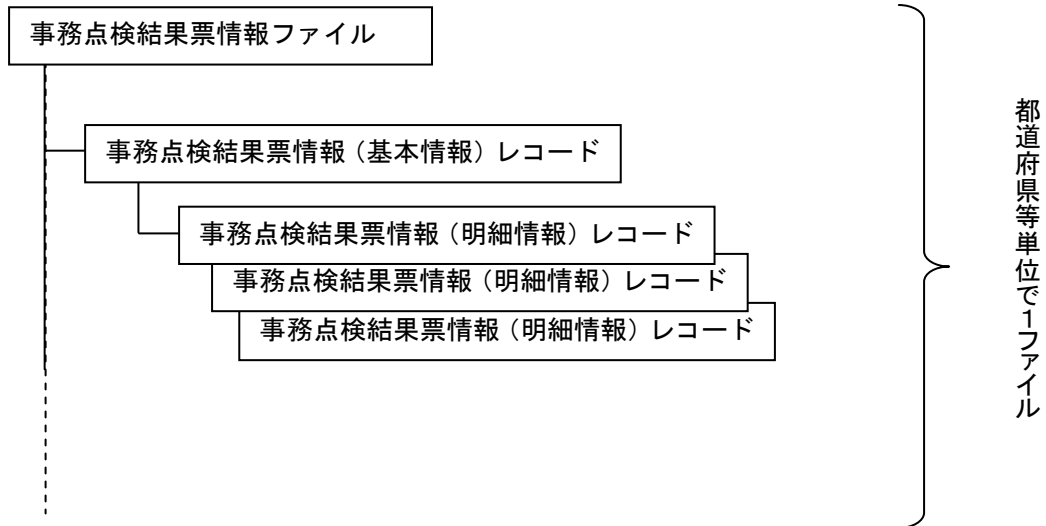 事務点検結果票情報ファイル
事務点検結果票情報（基本情報）レコード
事務点検結果票情報（明細情報）レコード
事務点検結果票情報（明細情報）レコード
事務点検結果票情報（明細情報）レコード
都道府県等単位で1ファイル